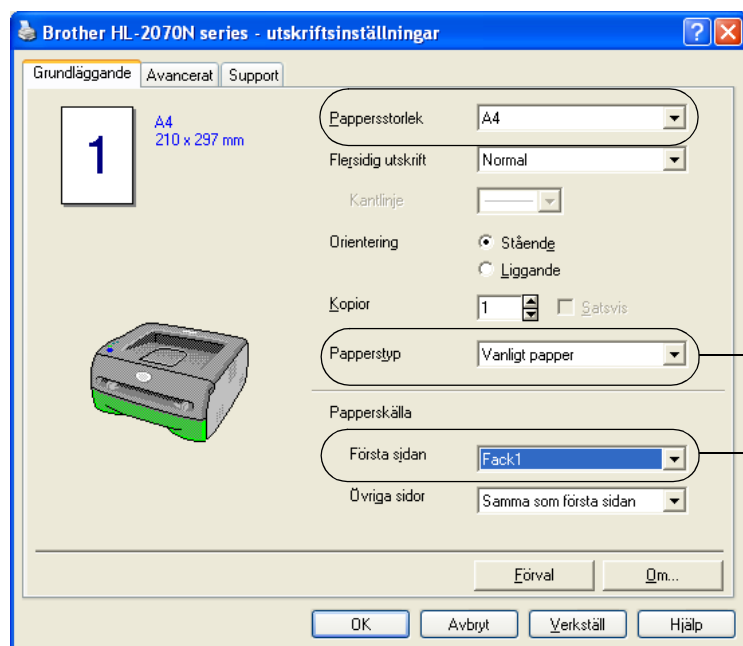 Brother HL-2070N series - utskriftsinställningar
Grundläggande Avancerat Support
1
A4
210 x 297 mm
Pappersstorlek A4
Flersidig utskrift Normal
Kantlinje
Orientering Stående
Liggande
Kopior 1 Satsvis
Papperstyp Vanligt papper
Papperskälla
Första sidan Fack1
Övriga sidor Samma som första sidan
Förval Om...
OK Avbryt Verkställ Hjälp